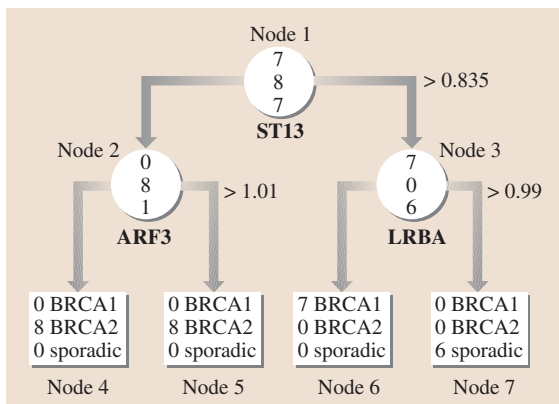 Node 1
7
8
7
ST13
> 0.835
Node 2
0
8
1
ARF3
> 1.01
Node 3
7
0
6
LRBA
> 0.99
0 BRCA1
8 BRCA2
0 sporadic
Node 4
0 BRCA1
8 BRCA2
0 sporadic
Node 5
7 BRCA1
0 BRCA2
0 sporadic
Node 6
0 BRCA1
0 BRCA2
6 sporadic
Node 7